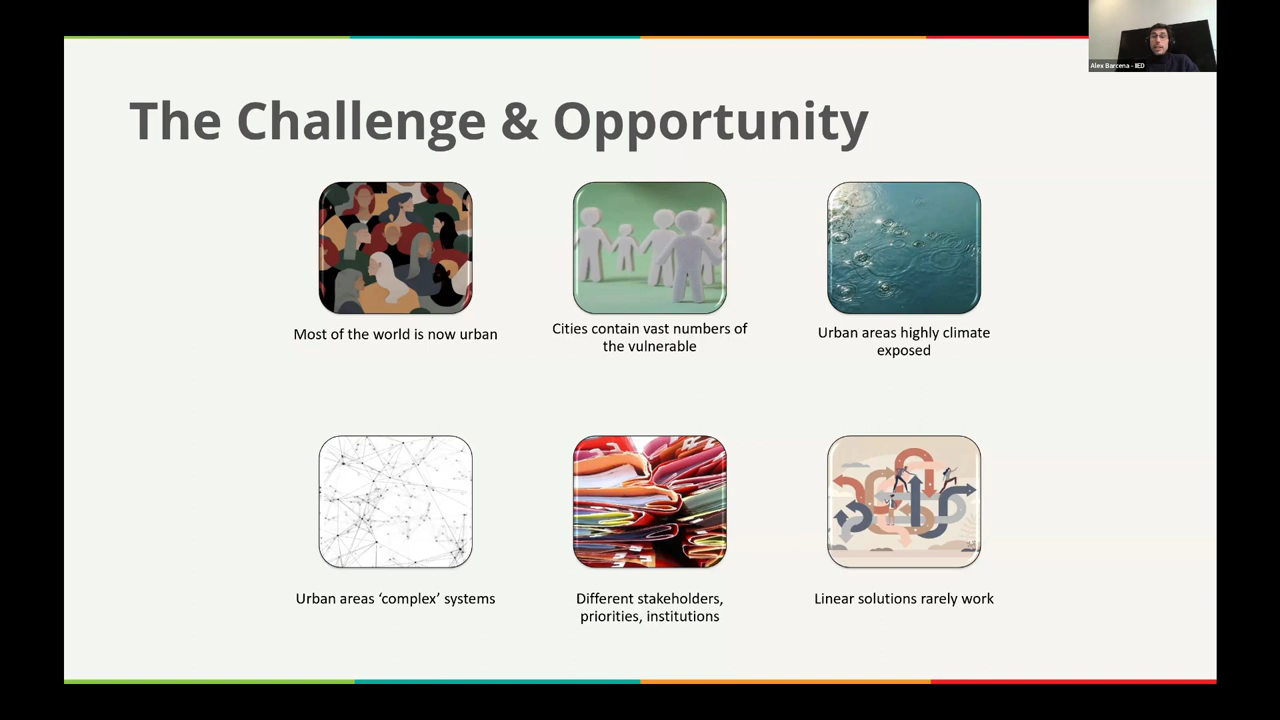 Alex Barcena - IIED
The Challenge & Opportunity
Most of the world is now urban
Cities contain vast numbers of
the vulnerable
Urban areas highly climate
exposed
Urban areas ‘complex’ systems
Different stakeholders,
priorities, institutions
Linear solutions rarely work